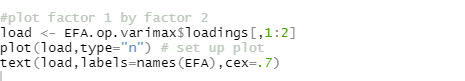 #plot factor 1 by factor 2
load <- EFA.op.varimax$loadings[,1:2]
plot(load,type="n") # set up plot
text(load,labels=names(EFA),cex=.7)